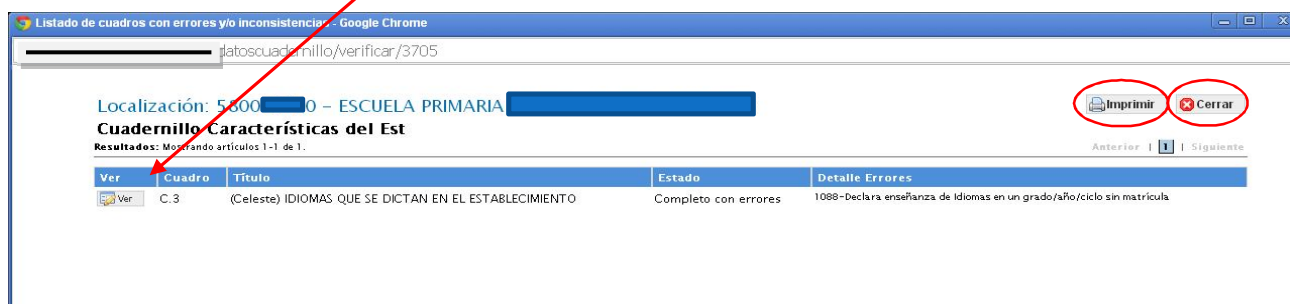 Listado de cuadros con errores y/o inconsistencias - Google Chrome
datoscuadernillo/verificar/3705
Localización: 5800 0 - ESCUELA PRIMARIA
Imprimir Cerrar
Cuadernillo Características del Est
Resultados: Mostrando artículos 1-1 de 1.
Anterior | 1 | Siguiente
Ver Cuadro Título Estado Detalle Errores
Ver C.3 (Celeste) IDIOMAS QUE SE DICTAN EN EL ESTABLECIMIENTO Completo con errores 1088-Declara enseñanza de Idiomas en un grado/año/ciclo sin matrícula